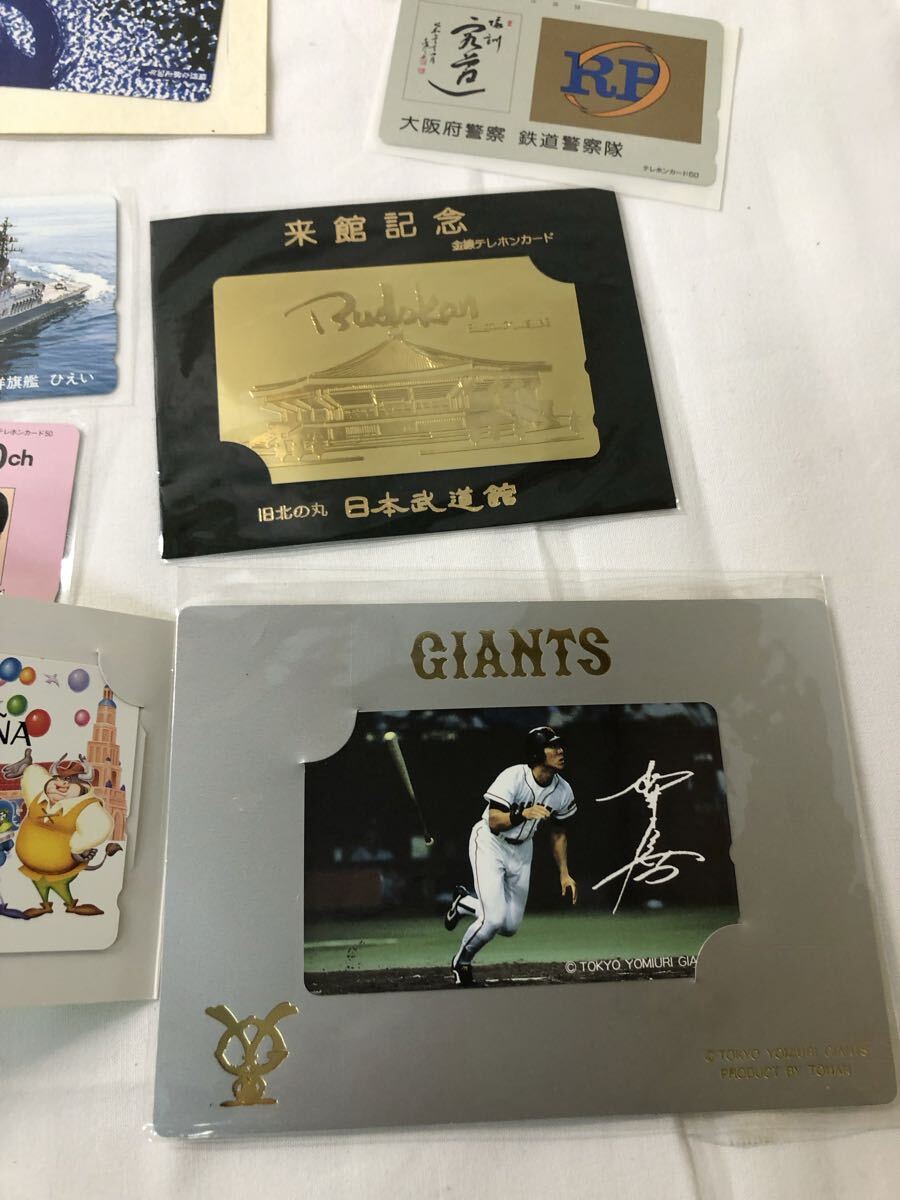 RP
大阪府警察 鉄道警察隊
テレホンカード50
来館記念
金線テレホンカード
Budokan
旗艦 ひえい
テレホンカード50
ch
旧北の丸 日本武道館
ÑA
GIANTS
© TOKYO YOMIURI GIA
© TOKYO YOMIURI GIANTS
PRODUCT BY TOHAN